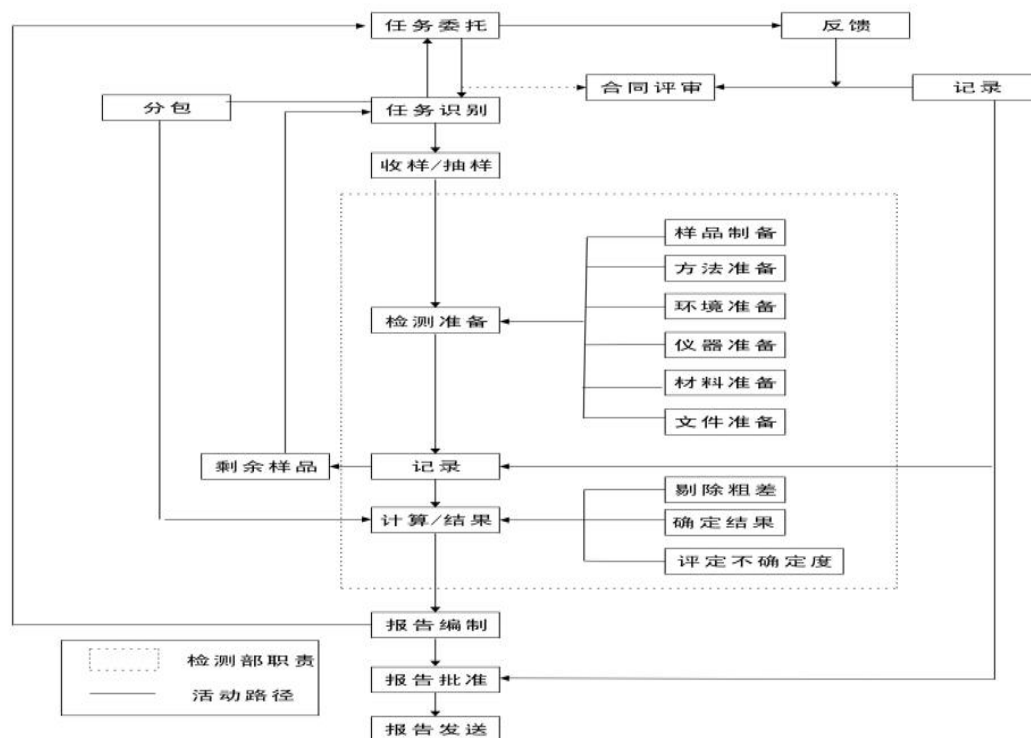 任务委托
反馈
合同评审
记录
分包
任务识别
收样/抽样
样品制备
方法准备
环境准备
检测准备
仪器准备
材料准备
文件准备
剩余样品
记录
剔除粗差
计算/结果
确定结果
评定不确定度
报告编制
检测部职责
报告批准
活动路径
报告发送